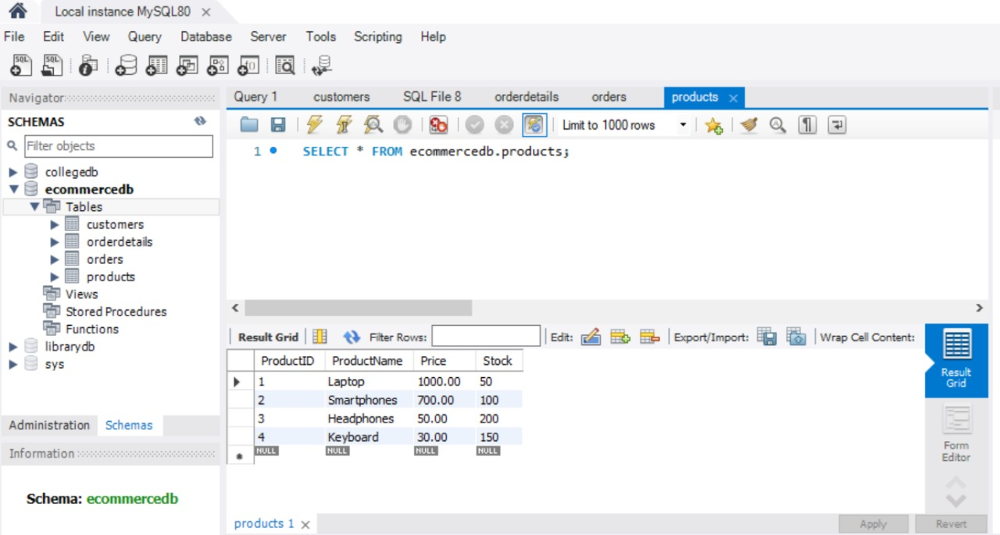 Local instance MySQL80
File Edit View Query Database Server Tools Scripting Help
SQL SQL
Navigator
SCHEMAS
Filter objects
collegedb
ecommercedb
Tables
customers
orderdetails
orders
products
Views
Stored Procedures
Functions
librarydb
sys
Administration Schemas
Information
Schema: ecommercedb
Query 1 customers SQL File 8 orderdetails orders products
Limit to 1000 rows
1 SELECT * FROM ecommercedb.products;
Result Grid Filter Rows: Edit: Export/Import: Wrap Cell Content:
ProductID ProductName Price Stock
1 Laptop 1000.00 50
2 Smartphones 700.00 100
3 Headphones 50.00 200
4 Keyboard 30.00 150
NULL NULL NULL NULL
Result
Grid
Form
Editor
products 1
Apply Revert